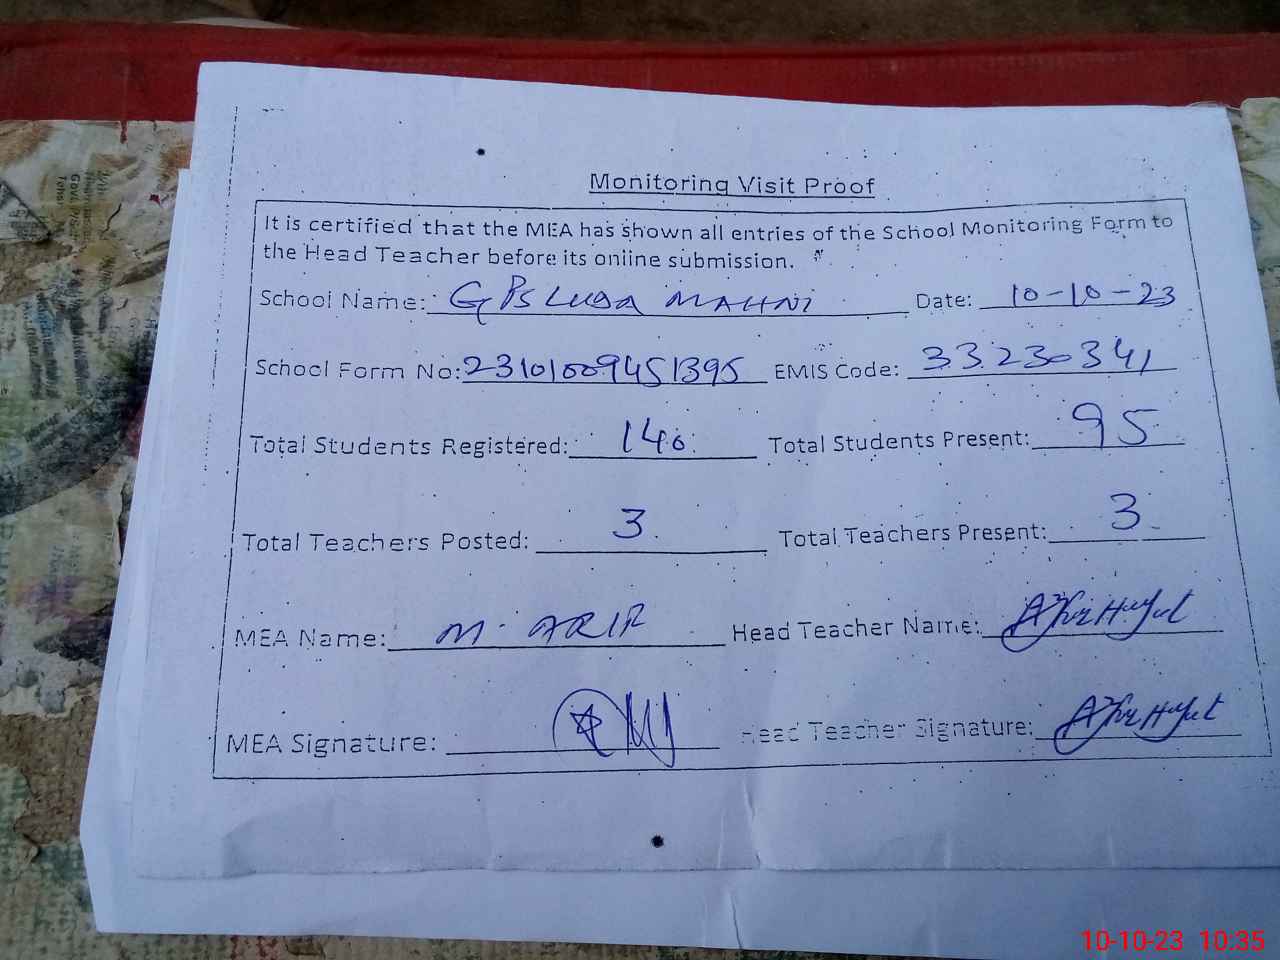 Monitoring Visit Proof
It is certified that the MEA has shown all entries of the School Monitoring Form to
the Head Teacher before its online submission.
School Name: GPS LUDA MAHNI Date: 10-10-23
School Form No: 23101009451395 EMIS Code: 33230341
Total Students Registered: 140 Total Students Present: 95
Total Teachers Posted: 3 Total Teachers Present: 3
MEA Name: M. ARIF Head Teacher Name:
MEA Signature: Head Teacher Signature:
10-10-23 10:35